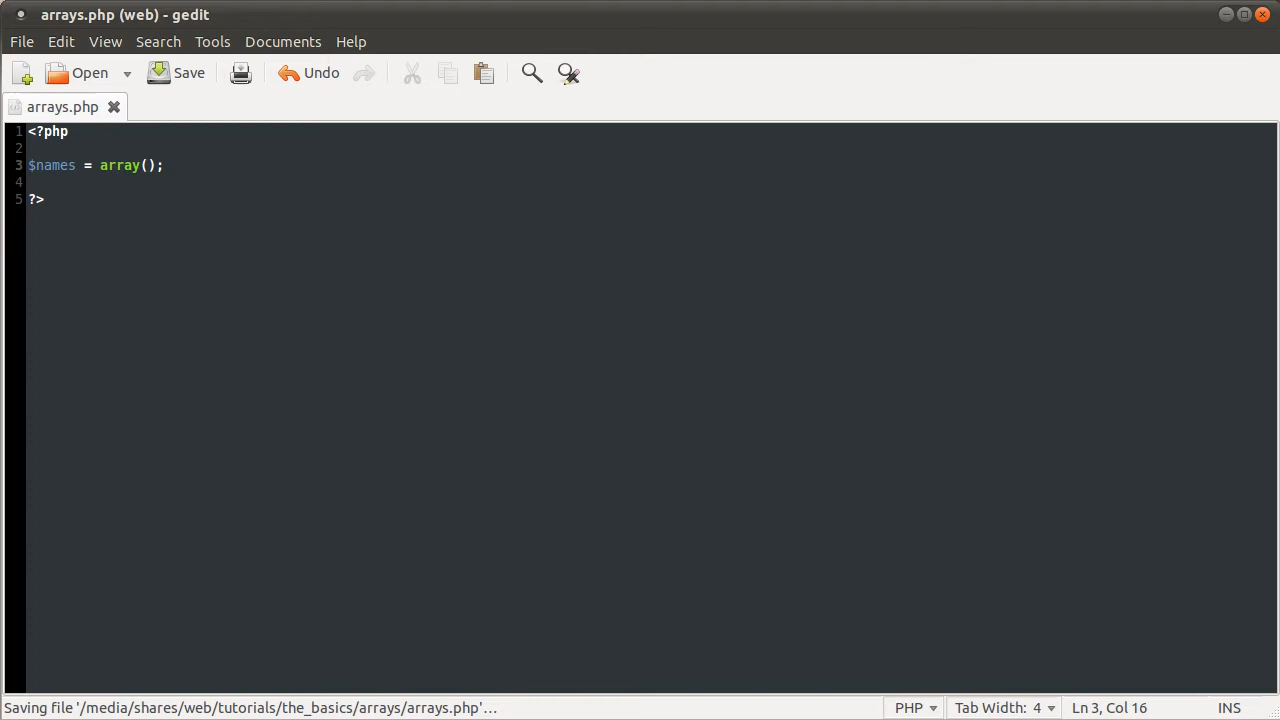 arrays.php (web) - gedit
File Edit View Search Tools Documents Help
Open Save Undo
arrays.php
1 <?php
2
3 $names = array();
4
5 ?>
Saving file '/media/shares/web/tutorials/the_basics/arrays/arrays.php'… PHP Tab Width: 4 Ln 3, Col 16 INS